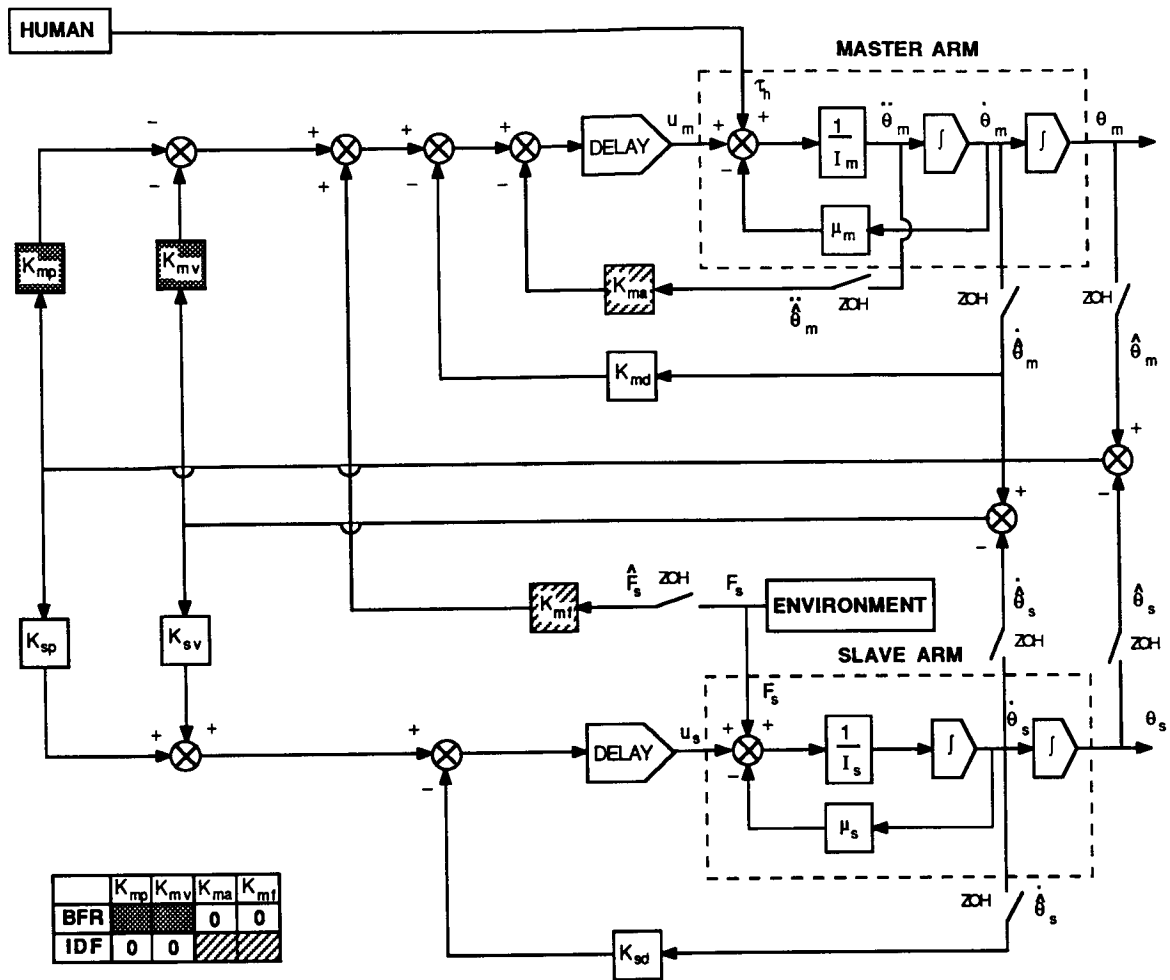 HUMAN
MASTER ARM
τh
- + + + DELAY um + + 1/Im θ̈m ∫ θ̇m ∫ θm
- + - - - μm
Kmp Kmv Kma ZOH ZOH ZOH
θ̈̂m
Kmd θ̇̂m θ̂m
+
-
+
-
F̂s ZOH Fs
Kmf ENVIRONMENT θ̇̂s θ̂s
Ksp Ksv ZOH ZOH
SLAVE ARM
Fs
+ + + DELAY us + + 1/Is θ̇s ∫ ∫ θs
- - μs
ZOH θ̇̂s
Ksd
Kmp Kmv Kma Kmf
BFR 0 0
IDF 0 0